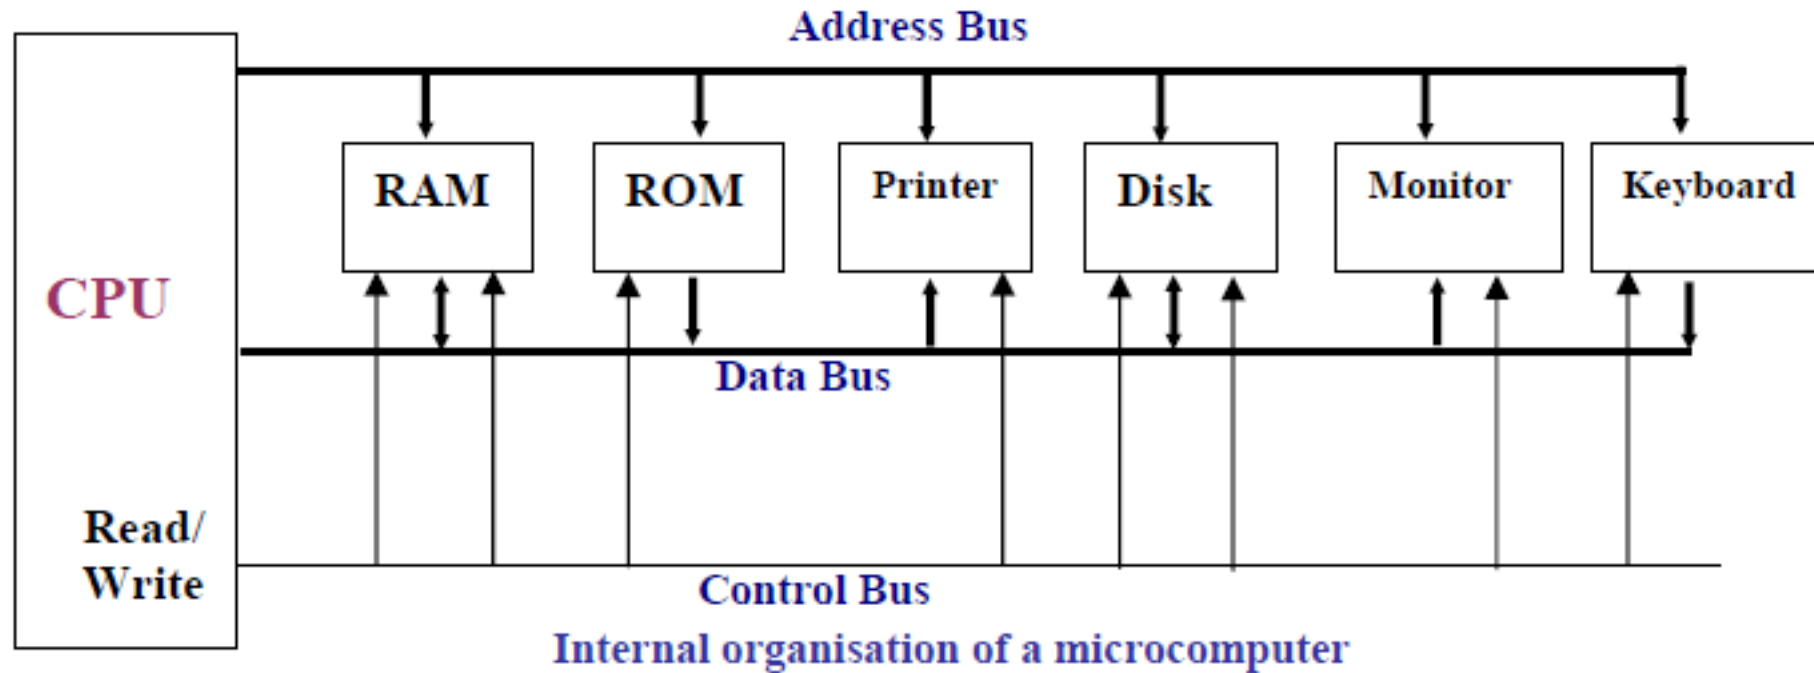 Address Bus
RAM
ROM
Printer
Disk
Monitor
Keyboard
CPU
Data Bus
Read/
Write
Control Bus
Internal organisation of a microcomputer